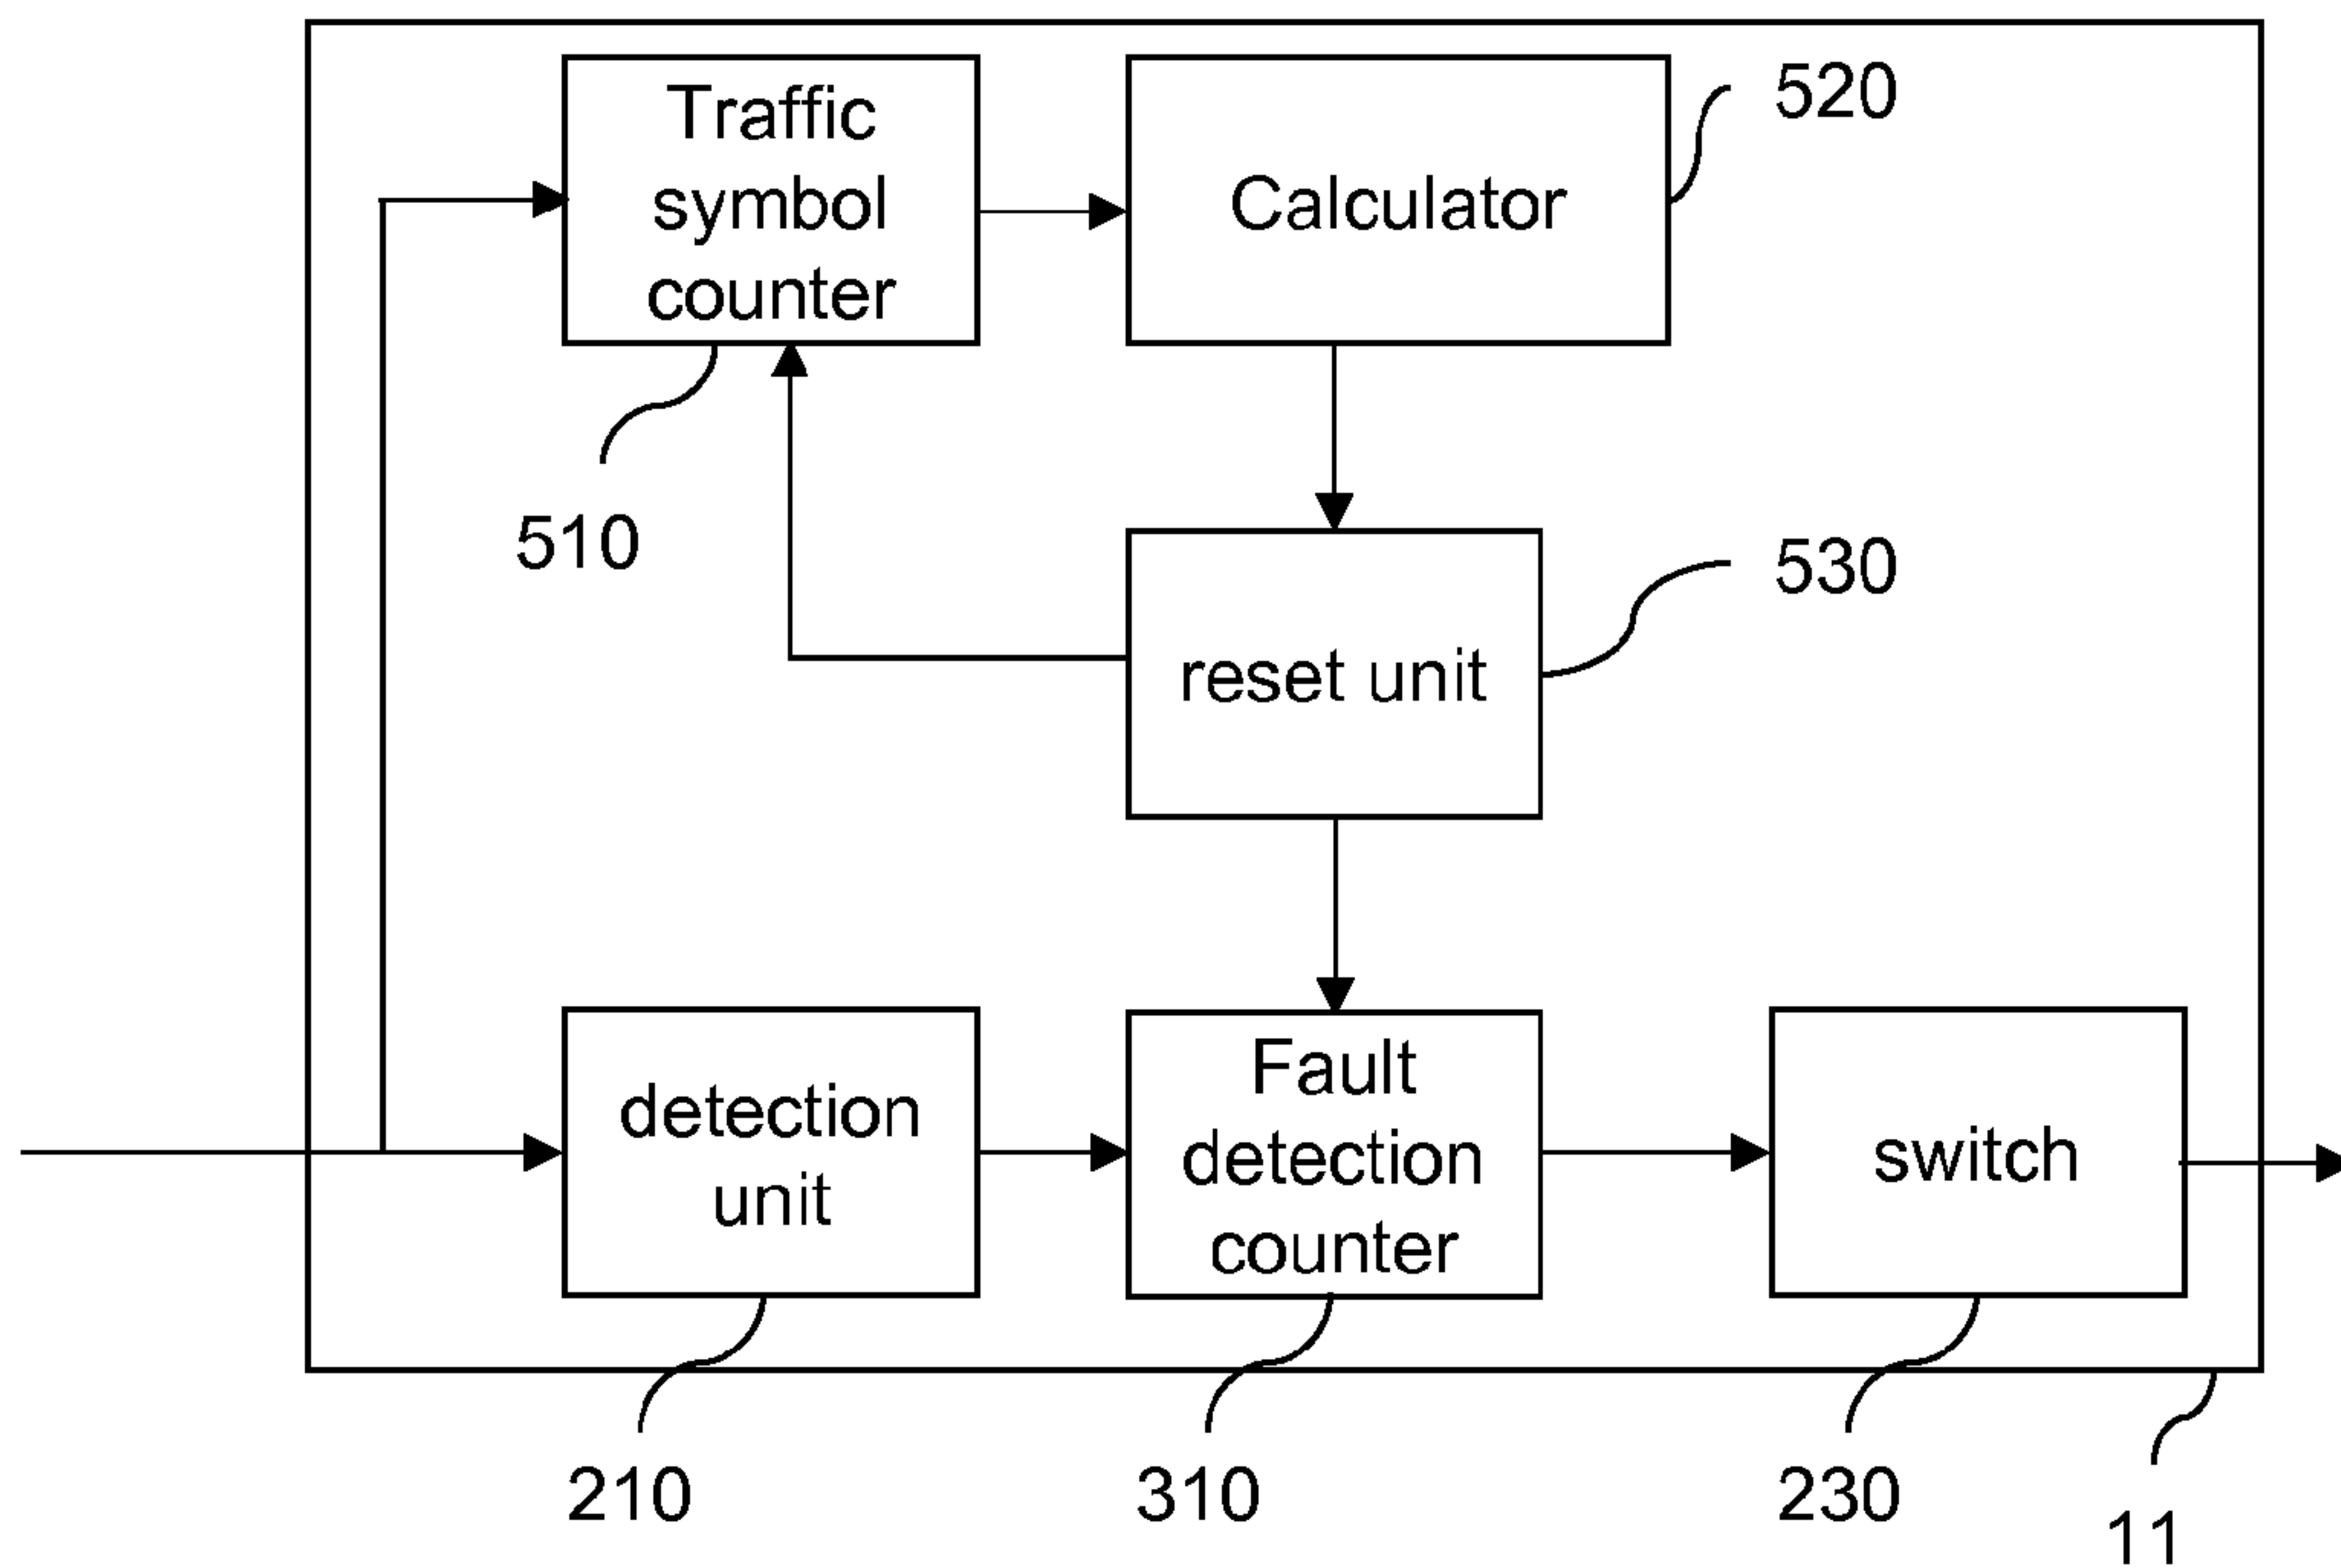 Traffic
symbol
counter
Calculator
520
510
reset unit
530
detection
unit
Fault
detection
counter
switch
210
310
230
11